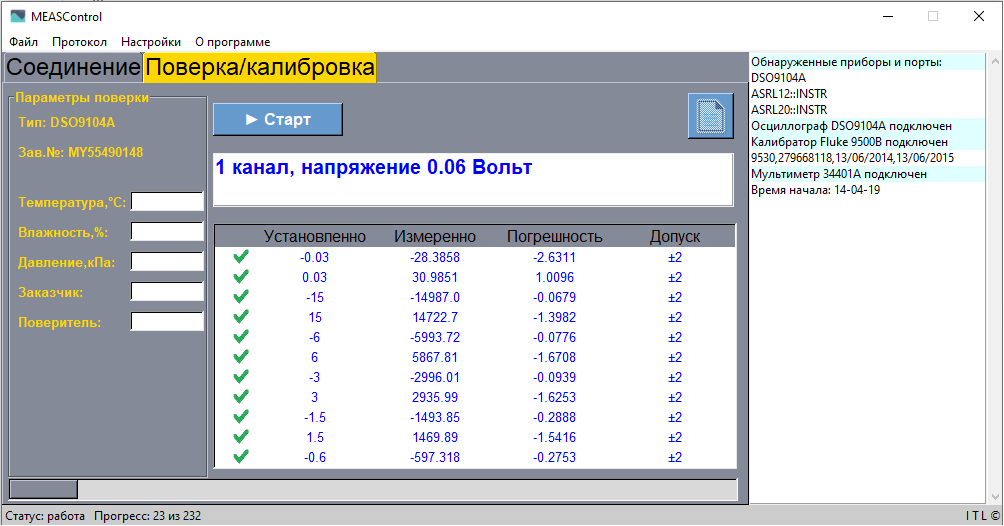 MEASControl
Файл Протокол Настройки О программе
Соединение Поверка/калибровка
Параметры поверки
Тип: DSO9104A
Зав.№: MY55490148
Температура,°C:
Влажность,%:
Давление,кПа:
Заказчик:
Поверитель:
► Старт
1 канал, напряжение 0.06 Вольт
Установленно Измеренно Погрешность Допуск
-0.03 -28.3858 -2.6311 ±2
0.03 30.9851 1.0096 ±2
-15 -14987.0 -0.0679 ±2
15 14722.7 -1.3982 ±2
-6 -5993.72 -0.0776 ±2
6 5867.81 -1.6708 ±2
-3 -2996.01 -0.0939 ±2
3 2935.99 -1.6253 ±2
-1.5 -1493.85 -0.2888 ±2
1.5 1469.89 -1.5416 ±2
-0.6 -597.318 -0.2753 ±2
Обнаруженные приборы и порты:
DSO9104A
ASRL12::INSTR
ASRL20::INSTR
Осциллограф DSO9104A подключен
Калибратор Fluke 9500B подключен
9530,279668118,13/06/2014,13/06/2015
Мультиметр 34401A подключен
Время начала: 14-04-19
Статус: работа Прогресс: 23 из 232
I T L ©